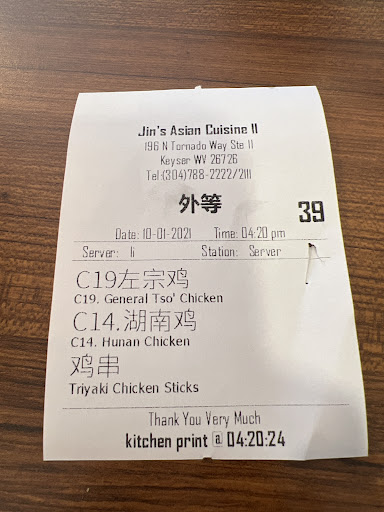 Jin's Asian Cuisine II
196 N Tornado Way Ste 11
Keyser WV 26726
Tel:(304)788-2222/2111
外等
39
Date: 10-01-2021 Time: 04:20 pm
Server: li Station: Server
C19左宗鸡
C19. General Tso' Chicken
C14.湖南鸡
C14. Hunan Chicken
鸡串
Triyaki Chicken Sticks
Thank You Very Much
kitchen print @ 04:20:24